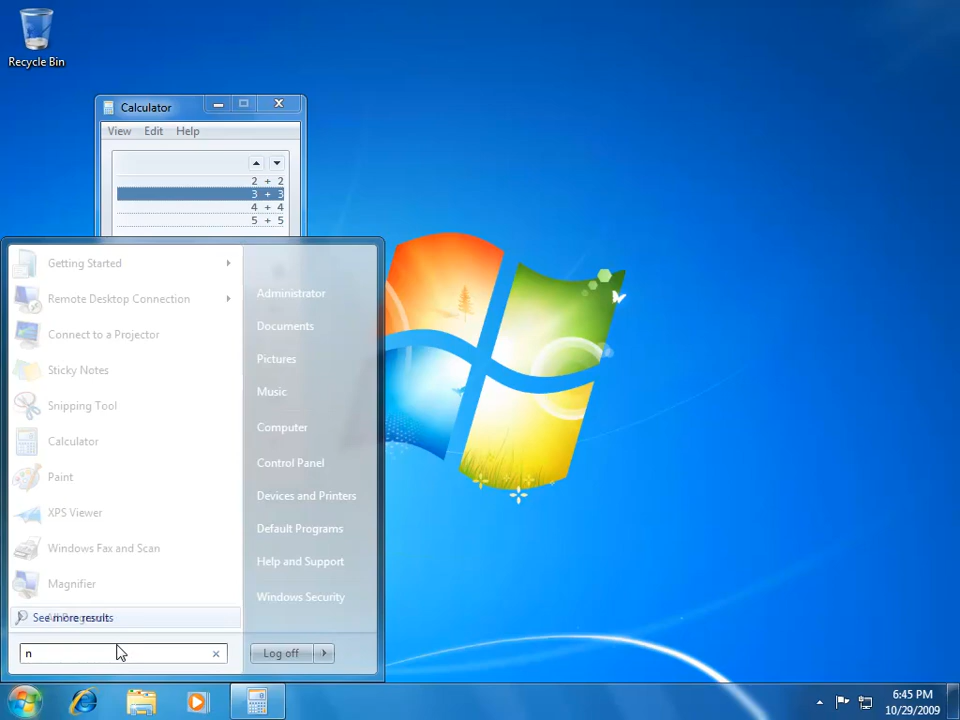 Recycle Bin
Calculator
View Edit Help
2 + 2
3 + 3
4 + 4
5 + 5
Getting Started
Remote Desktop Connection
Connect to a Projector
Sticky Notes
Snipping Tool
Calculator
Paint
XPS Viewer
Windows Fax and Scan
Magnifier
See more results
n
Administrator
Documents
Pictures
Music
Computer
Control Panel
Devices and Printers
Default Programs
Help and Support
Windows Security
Log off
6:45 PM
10/29/2009